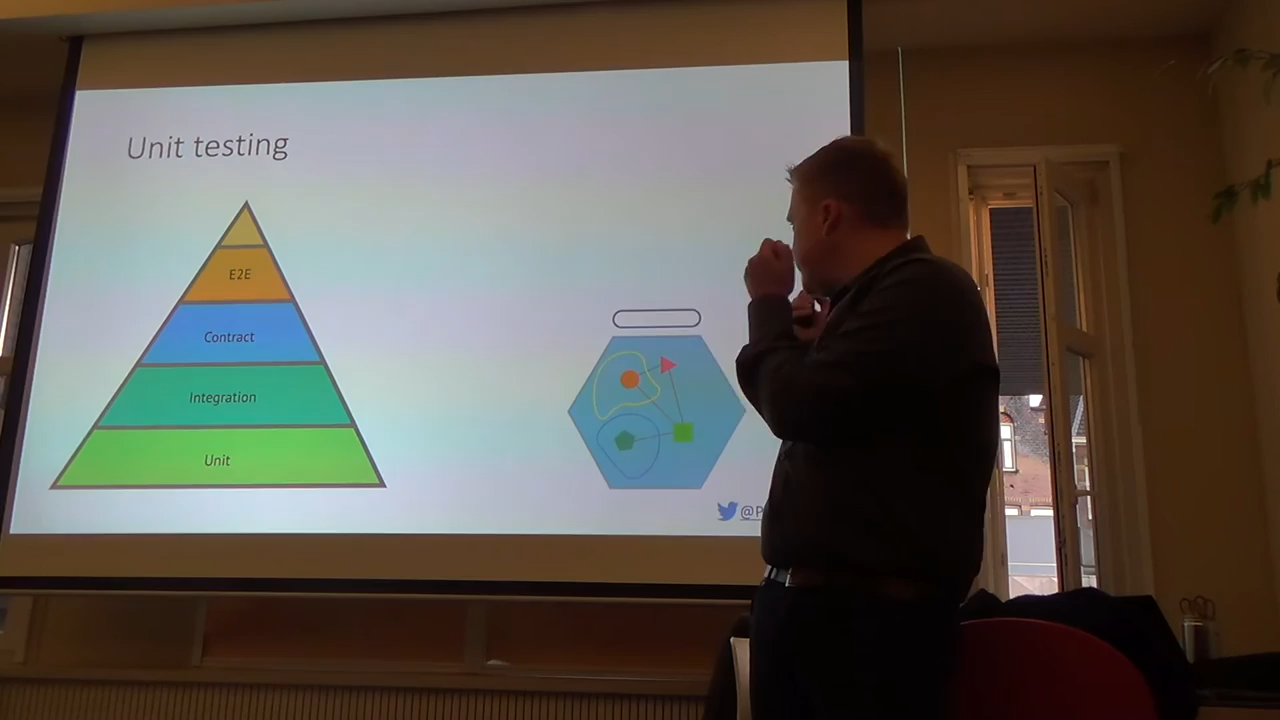 Unit testing
E2E
Contract
Integration
Unit
@P